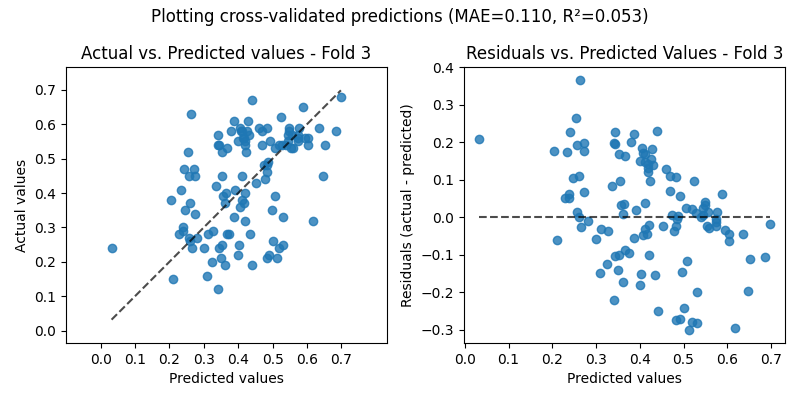 Plotting cross-validated predictions (MAE=0.110, R²=0.053)
Actual vs. Predicted values - Fold 3
Actual values
0.7
0.6
0.5
0.4
0.3
0.2
0.1
0.0
0.0 0.1 0.2 0.3 0.4 0.5 0.6 0.7
Predicted values
Residuals vs. Predicted Values - Fold 3
Residuals (actual - predicted)
0.4
0.3
0.2
0.1
0.0
−0.1
−0.2
−0.3
0.0 0.1 0.2 0.3 0.4 0.5 0.6 0.7
Predicted values